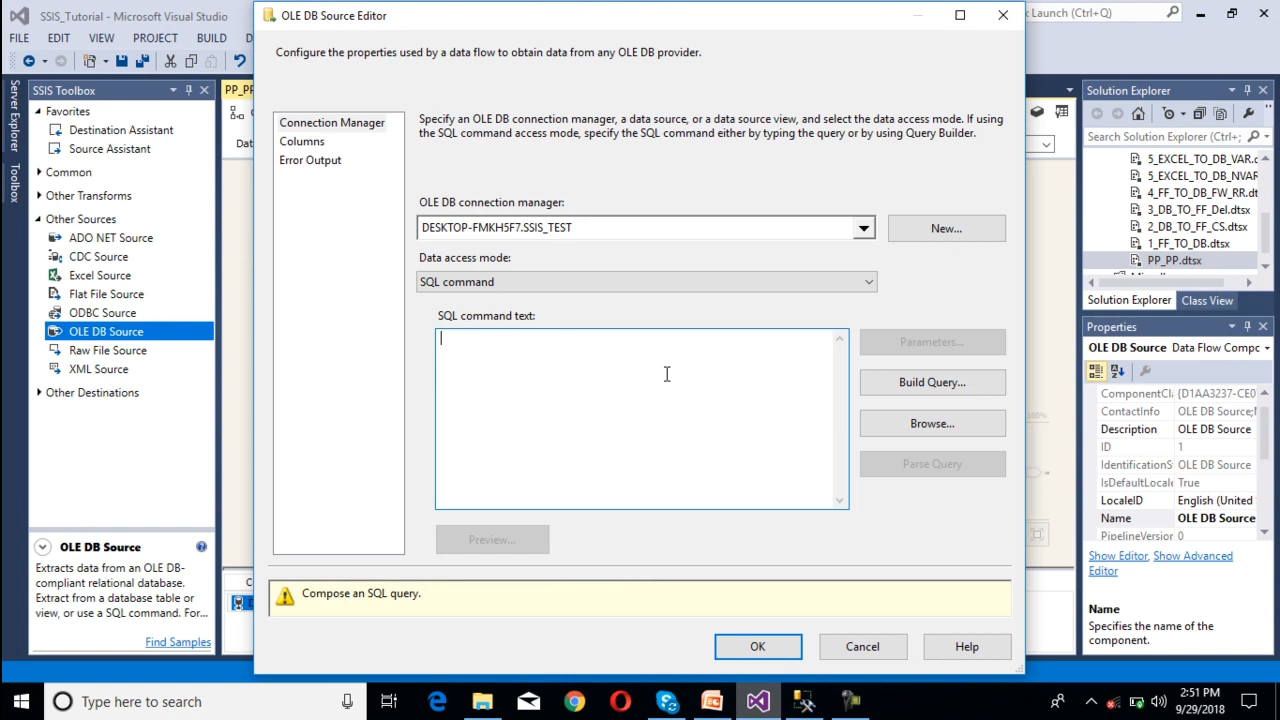 SSIS_Tutorial - Microsoft Visual Studio
OLE DB Source Editor
Launch (Ctrl+Q)
FILE EDIT VIEW PROJECT BUILD D
Configure the properties used by a data flow to obtain data from any OLE DB provider.
Server Explorer
Toolbox
SSIS Toolbox
Favorites
Destination Assistant
Source Assistant
Common
Other Transforms
Other Sources
ADO NET Source
CDC Source
Excel Source
Flat File Source
ODBC Source
OLE DB Source
Raw File Source
XML Source
Other Destinations
OLE DB Source
Extracts data from an OLE DB-
compliant relational database.
Extract from a database table or
view, or use a SQL command. For...
Find Samples
PP_PP
Dat
Connection Manager
Columns
Error Output
Specify an OLE DB connection manager, a data source, or a data source view, and select the data access mode. If using
the SQL command access mode, specify the SQL command either by typing the query or by using Query Builder.
OLE DB connection manager:
DESKTOP-FMKH5F7.SSIS_TEST
New...
Data access mode:
SQL command
SQL command text:
Parameters...
Build Query...
Browse...
Parse Query
Preview...
Compose an SQL query.
OK
Cancel
Help
100%
Solution Explorer
Search Solution Explorer (Ctrl+;
5_EXCEL_TO_DB_VAR.d
5_EXCEL_TO_DB_NVAR
4_FF_TO_DB_FW_RR.dt
3_DB_TO_FF_Del.dtsx
2_DB_TO_FF_CS.dtsx
1_FF_TO_DB.dtsx
PP_PP.dtsx
Solution Explorer Class View
Properties
OLE DB Source Data Flow Compc
ComponentCla {D1AA3237-CE0
ContactInfo OLE DB Source;M
Description OLE DB Source
ID 1
IdentificationSt OLE DB Source
IsDefaultLocale True
LocaleID English (United
Name OLE DB Source
PipelineVersion 0
Show Editor, Show Advanced
Editor
Name
Specifies the name of the
component.
Type here to search
2:51 PM
9/29/2018